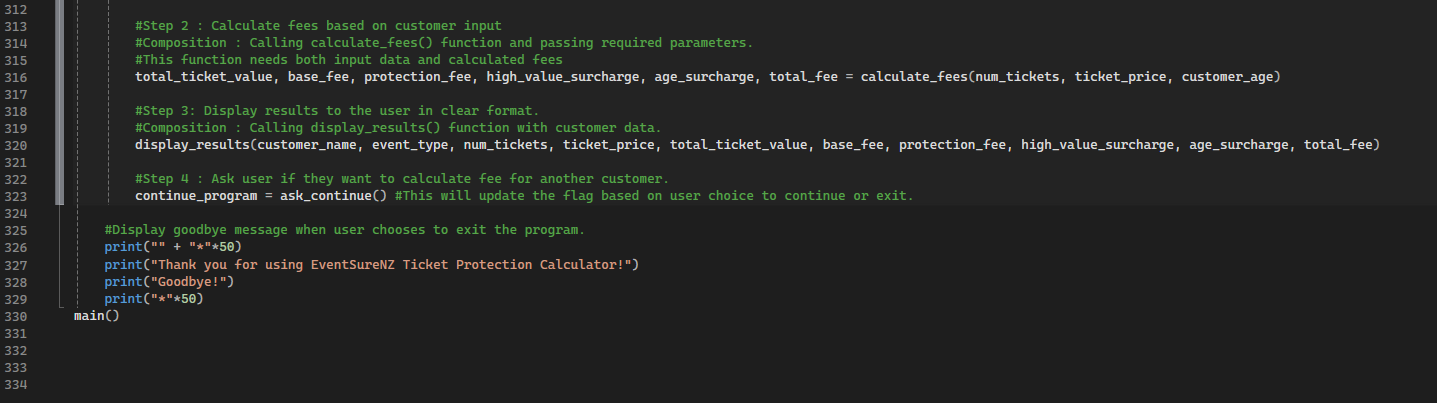 312
313 #Step 2 : Calculate fees based on customer input
314 #Composition : Calling calculate_fees() function and passing required parameters.
315 #This function needs both input data and calculated fees
316 total_ticket_value, base_fee, protection_fee, high_value_surcharge, age_surcharge, total_fee = calculate_fees(num_tickets, ticket_price, customer_age)
317
318 #Step 3: Display results to the user in clear format.
319 #Composition : Calling display_results() function with customer data.
320 display_results(customer_name, event_type, num_tickets, ticket_price, total_ticket_value, base_fee, protection_fee, high_value_surcharge, age_surcharge, total_fee)
321
322 #Step 4 : Ask user if they want to calculate fee for another customer.
323 continue_program = ask_continue() #This will update the flag based on user choice to continue or exit.
324
325 #Display goodbye message when user chooses to exit the program.
326 print("" + "*"*50)
327 print("Thank you for using EventSureNZ Ticket Protection Calculator!")
328 print("Goodbye!")
329 print("*"*50)
330 main()
331
332
333
334